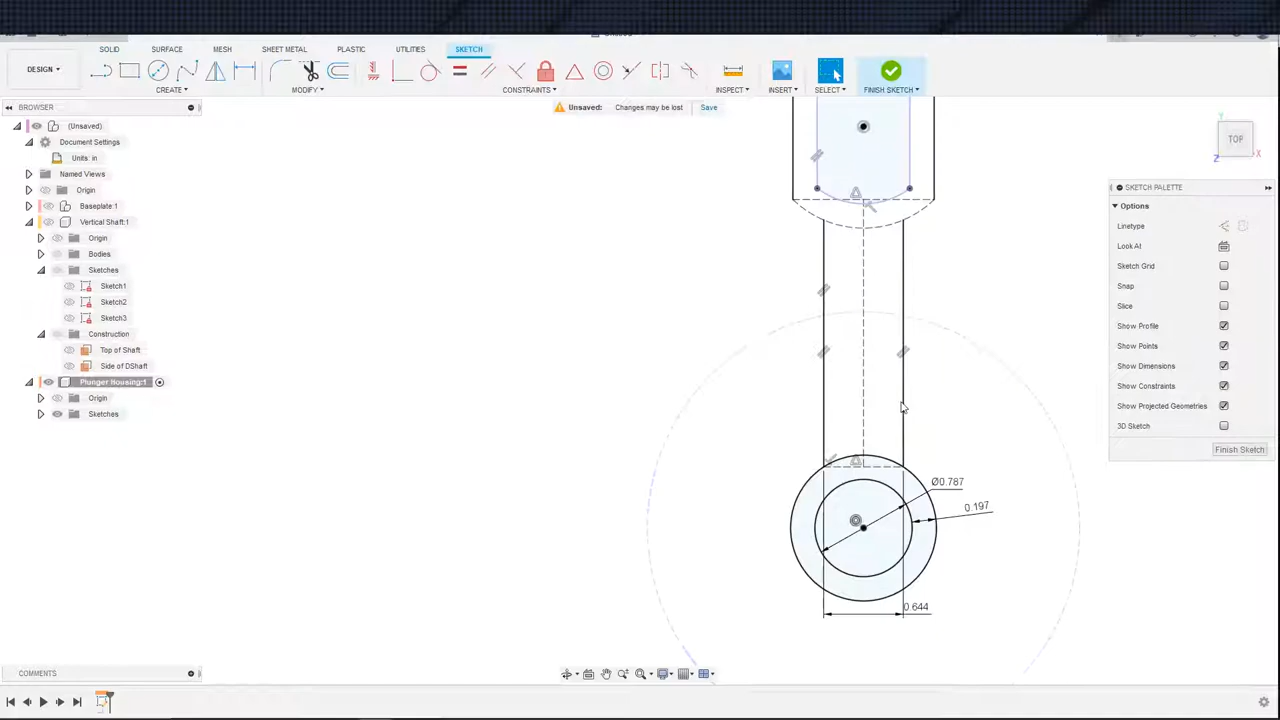 SOLID SURFACE MESH SHEET METAL PLASTIC UTILITIES SKETCH
DESIGN
CREATE MODIFY CONSTRAINTS INSPECT INSERT SELECT FINISH SKETCH
BROWSER
Unsaved: Changes may be lost Save
(Unsaved)
Document Settings
Units: in
Named Views
Origin
Baseplate:1
Vertical Shaft:1
Origin
Bodies
Sketches
Sketch1
Sketch2
Sketch3
Construction
Top of Shaft
Side of DShaft
Plunger Housing:1
Origin
Sketches
Y
TOP
X
Z
SKETCH PALETTE
Options
Linetype
Look At
Sketch Grid
Snap
Slice
Show Profile
Show Points
Show Dimensions
Show Constraints
Show Projected Geometries
3D Sketch
Finish Sketch
Ø0.787
0.197
0.644
COMMENTS